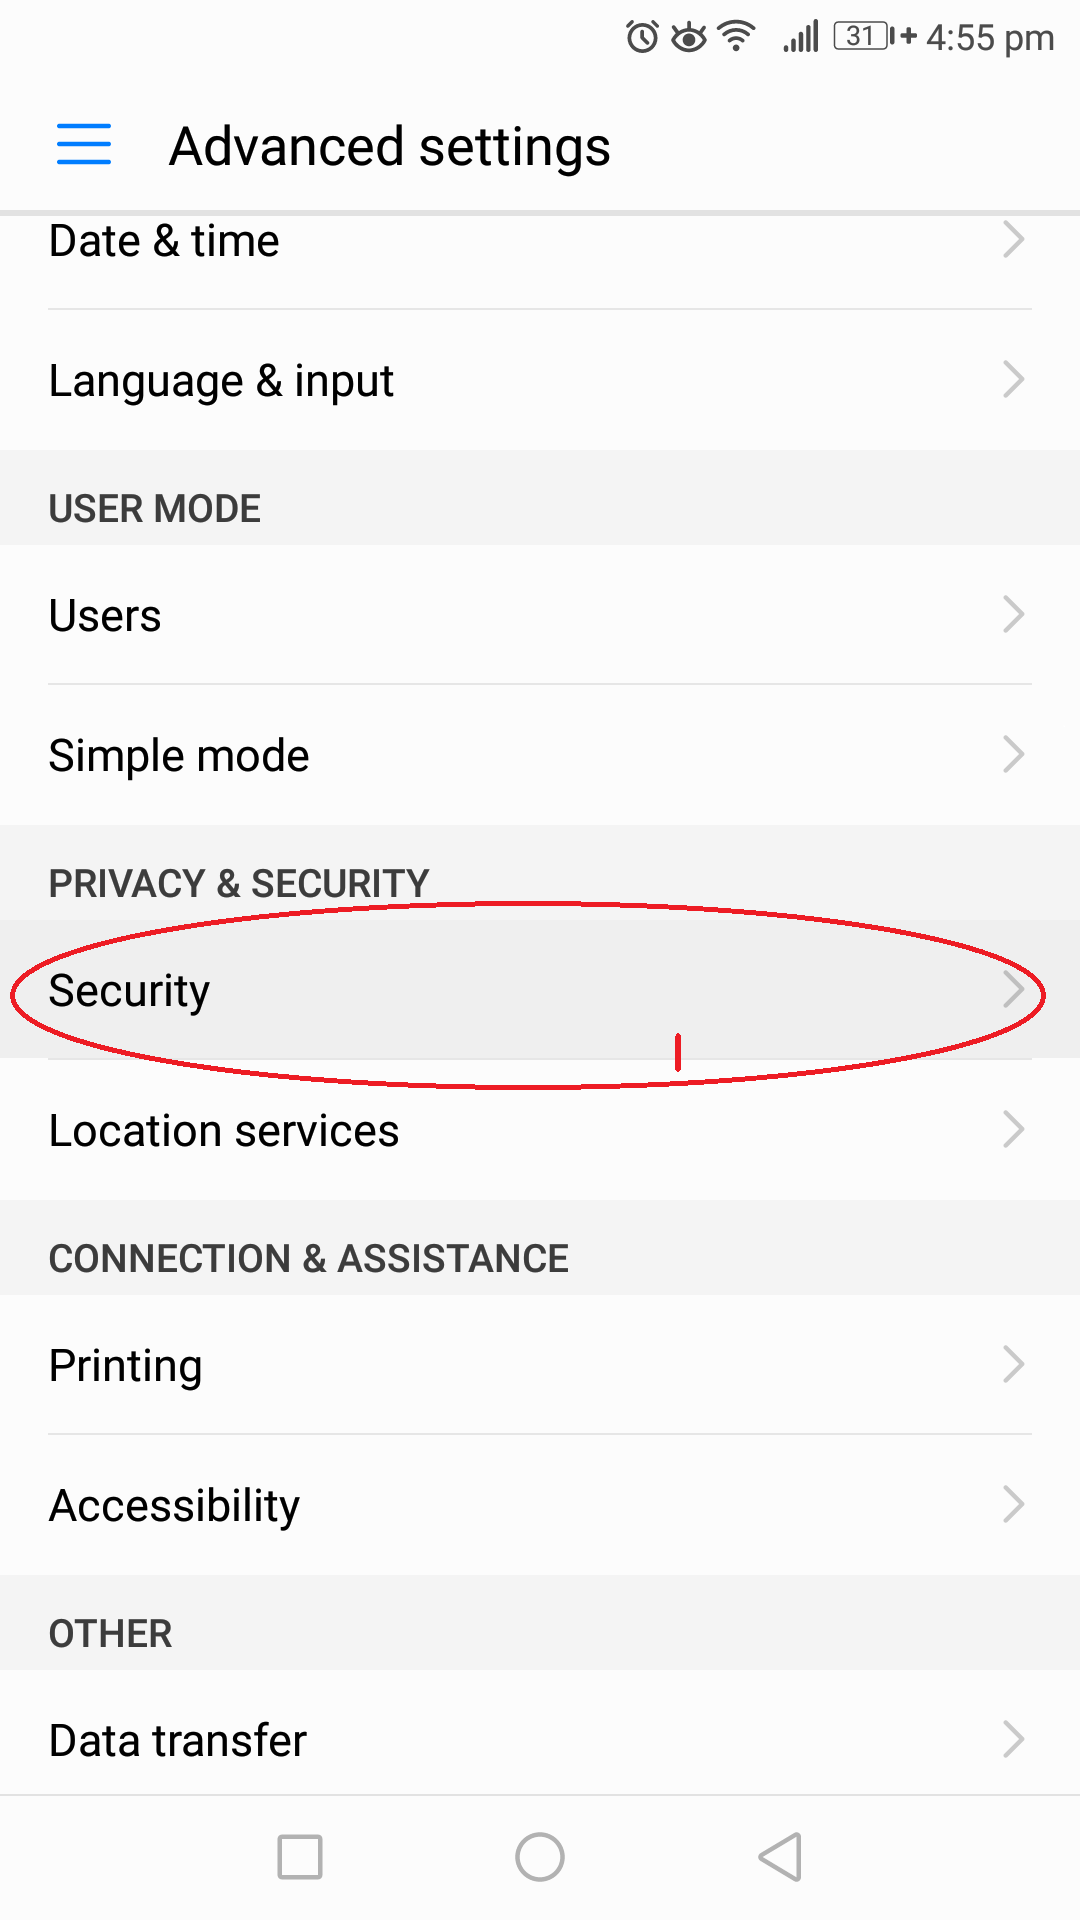 31 4:55 pm
Advanced settings
Date & time
Language & input
USER MODE
Users
Simple mode
PRIVACY & SECURITY
Security
Location services
CONNECTION & ASSISTANCE
Printing
Accessibility
OTHER
Data transfer